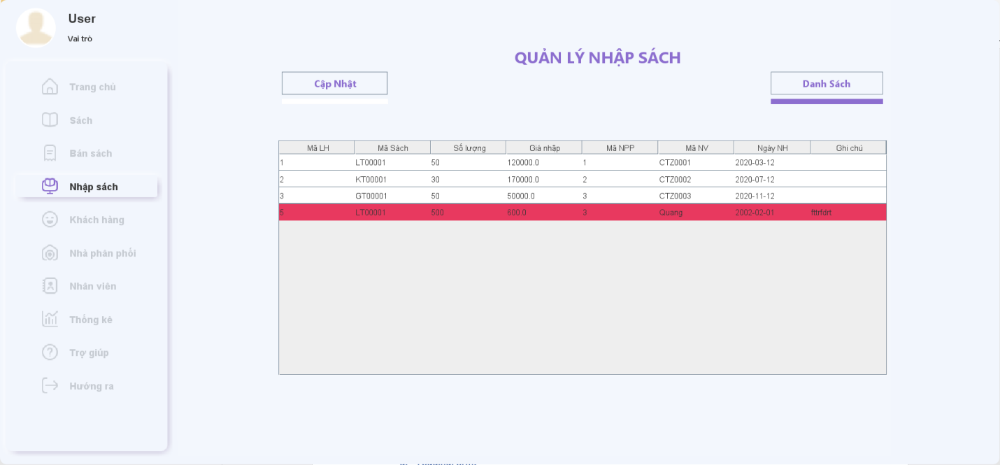 User
Vai trò
Trang chủ
Sách
Bán sách
Nhập sách
Khách hàng
Nhà phân phối
Nhân viên
Thống kê
Trợ giúp
Hướng ra
QUẢN LÝ NHẬP SÁCH
Cập Nhật
Danh Sách
Mã LH Mã Sách Số lượng Giá nhập Mã NPP Mã NV Ngày NH Ghi chú
1 LT00001 50 120000.0 1 CTZ0001 2020-03-12
2 KT00001 30 170000.0 2 CTZ0002 2020-07-12
3 GT00001 50 50000.0 3 CTZ0003 2020-11-12
5 LT00001 500 600.0 3 Quang 2002-02-01 fttrfdrt